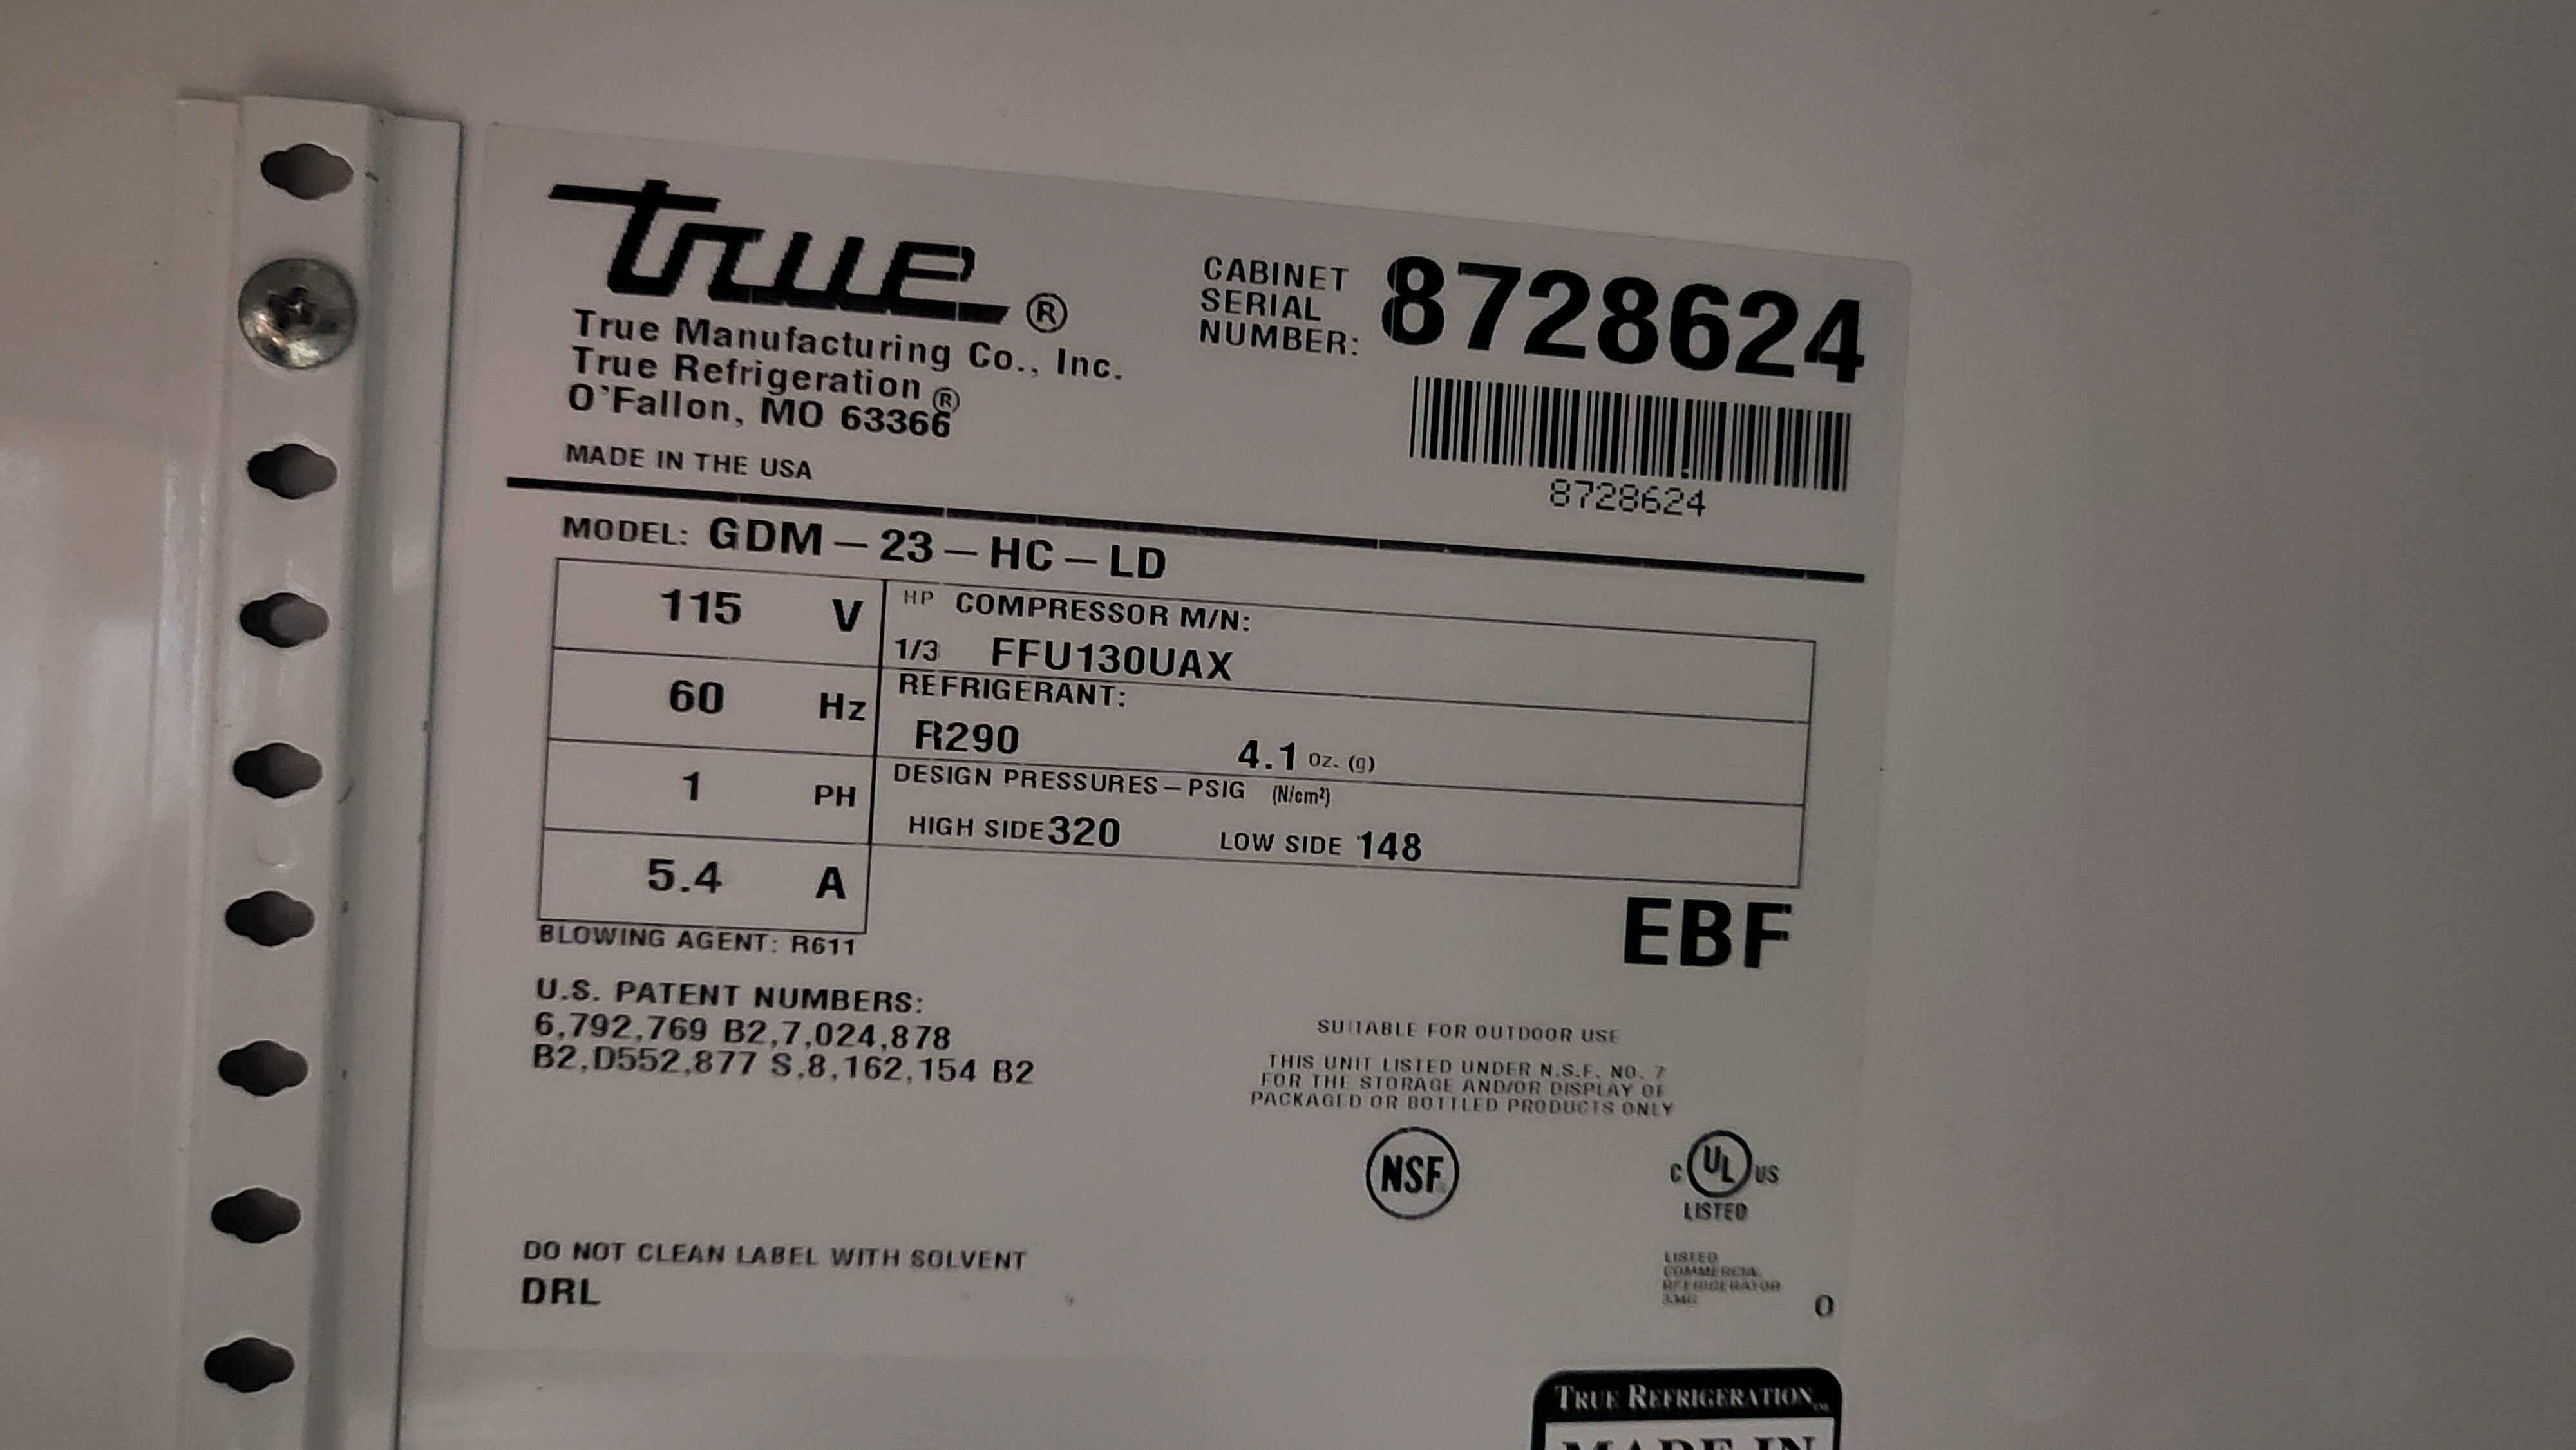 true®
True Manufacturing Co., Inc.
True Refrigeration ®
O'Fallon, MO 63366
MADE IN THE USA
CABINET
SERIAL
NUMBER:
8728624
8728624
MODEL: GDM-23-HC-LD
115 V
60 Hz
1 PH
5.4 A
HP COMPRESSOR M/N:
1/3 FFU130UAX
REFRIGERANT:
R290 4.1 Oz. (g)
DESIGN PRESSURES-PSIG (N/cm²)
HIGH SIDE 320 LOW SIDE 148
BLOWING AGENT: R611
EBF
U.S. PATENT NUMBERS:
6,792,769 B2,7,024,878
B2,D552,877 S,8,162,154 B2
SUITABLE FOR OUTDOOR USE
THIS UNIT LISTED UNDER N.S.F. NO. 7
FOR THE STORAGE AND/OR DISPLAY OF
PACKAGED OR BOTTLED PRODUCTS ONLY
NSF
C UL US
LISTED
LISTED
COMMERCIAL
REFRIGERATOR
DO NOT CLEAN LABEL WITH SOLVENT
DRL
0
TRUE REFRIGERATION
MADE IN